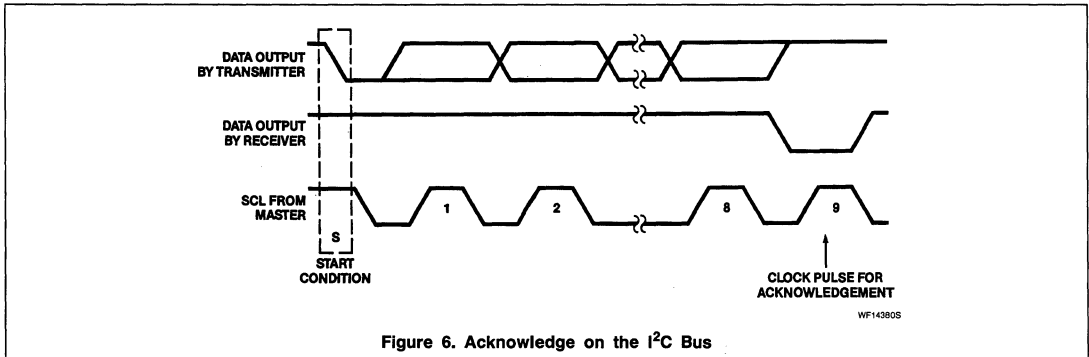 DATA OUTPUT
BY TRANSMITTER
DATA OUTPUT
BY RECEIVER
SCL FROM
MASTER
1
2
8
9
S
START
CONDITION
CLOCK PULSE FOR
ACKNOWLEDGEMENT
WF14380S
Figure 6. Acknowledge on the I²C Bus